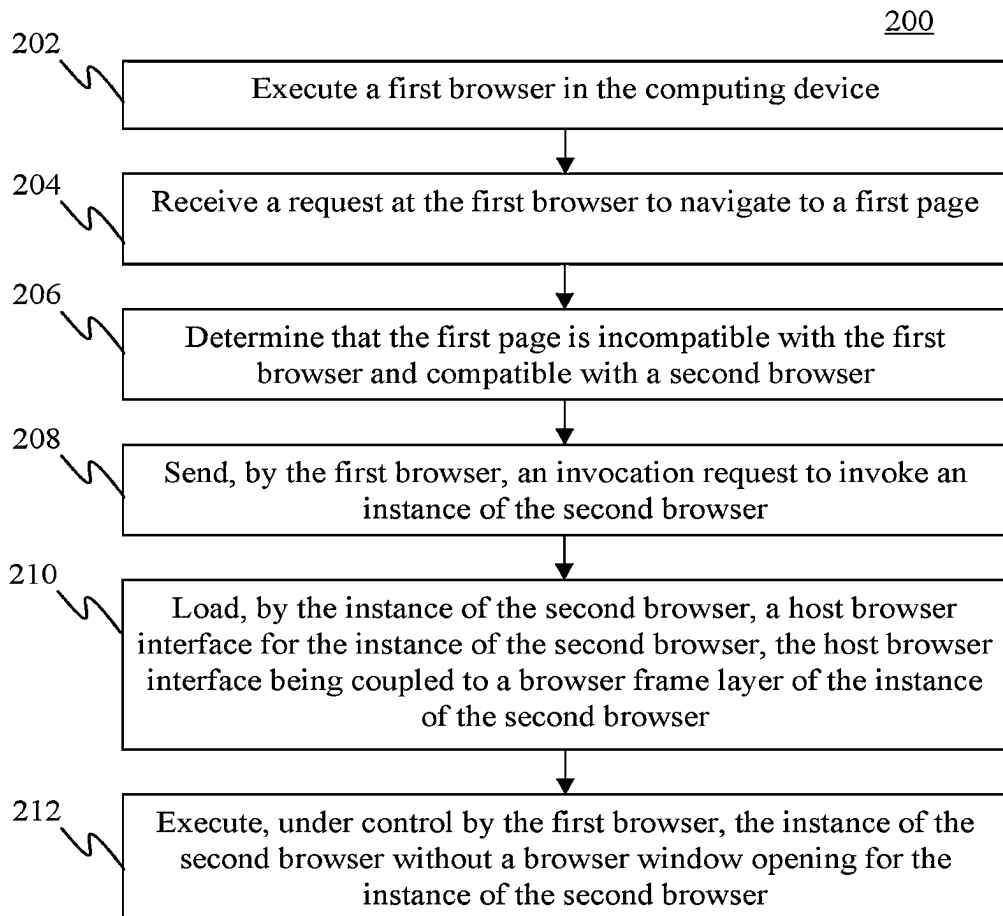 200
202
Execute a first browser in the computing device
204
Receive a request at the first browser to navigate to a first page
206
Determine that the first page is incompatible with the first
browser and compatible with a second browser
208
Send, by the first browser, an invocation request to invoke an
instance of the second browser
210
Load, by the instance of the second browser, a host browser
interface for the instance of the second browser, the host browser
interface being coupled to a browser frame layer of the instance
of the second browser
212
Execute, under control by the first browser, the instance of the
second browser without a browser window opening for the
instance of the second browser